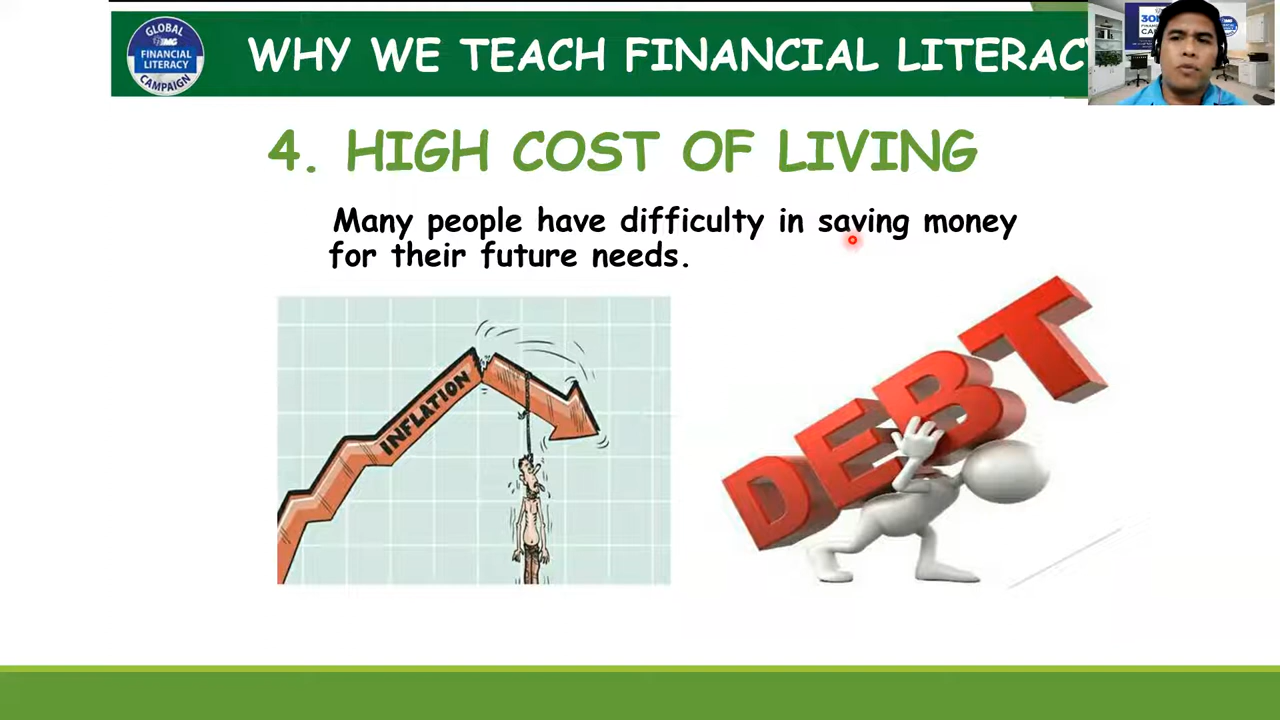 GLOBAL
IMG
FINANCIAL
LITERACY
CAMPAIGN
WHY WE TEACH FINANCIAL LITERACY
4. HIGH COST OF LIVING
Many people have difficulty in saving money
for their future needs.
INFLATION
DEBT